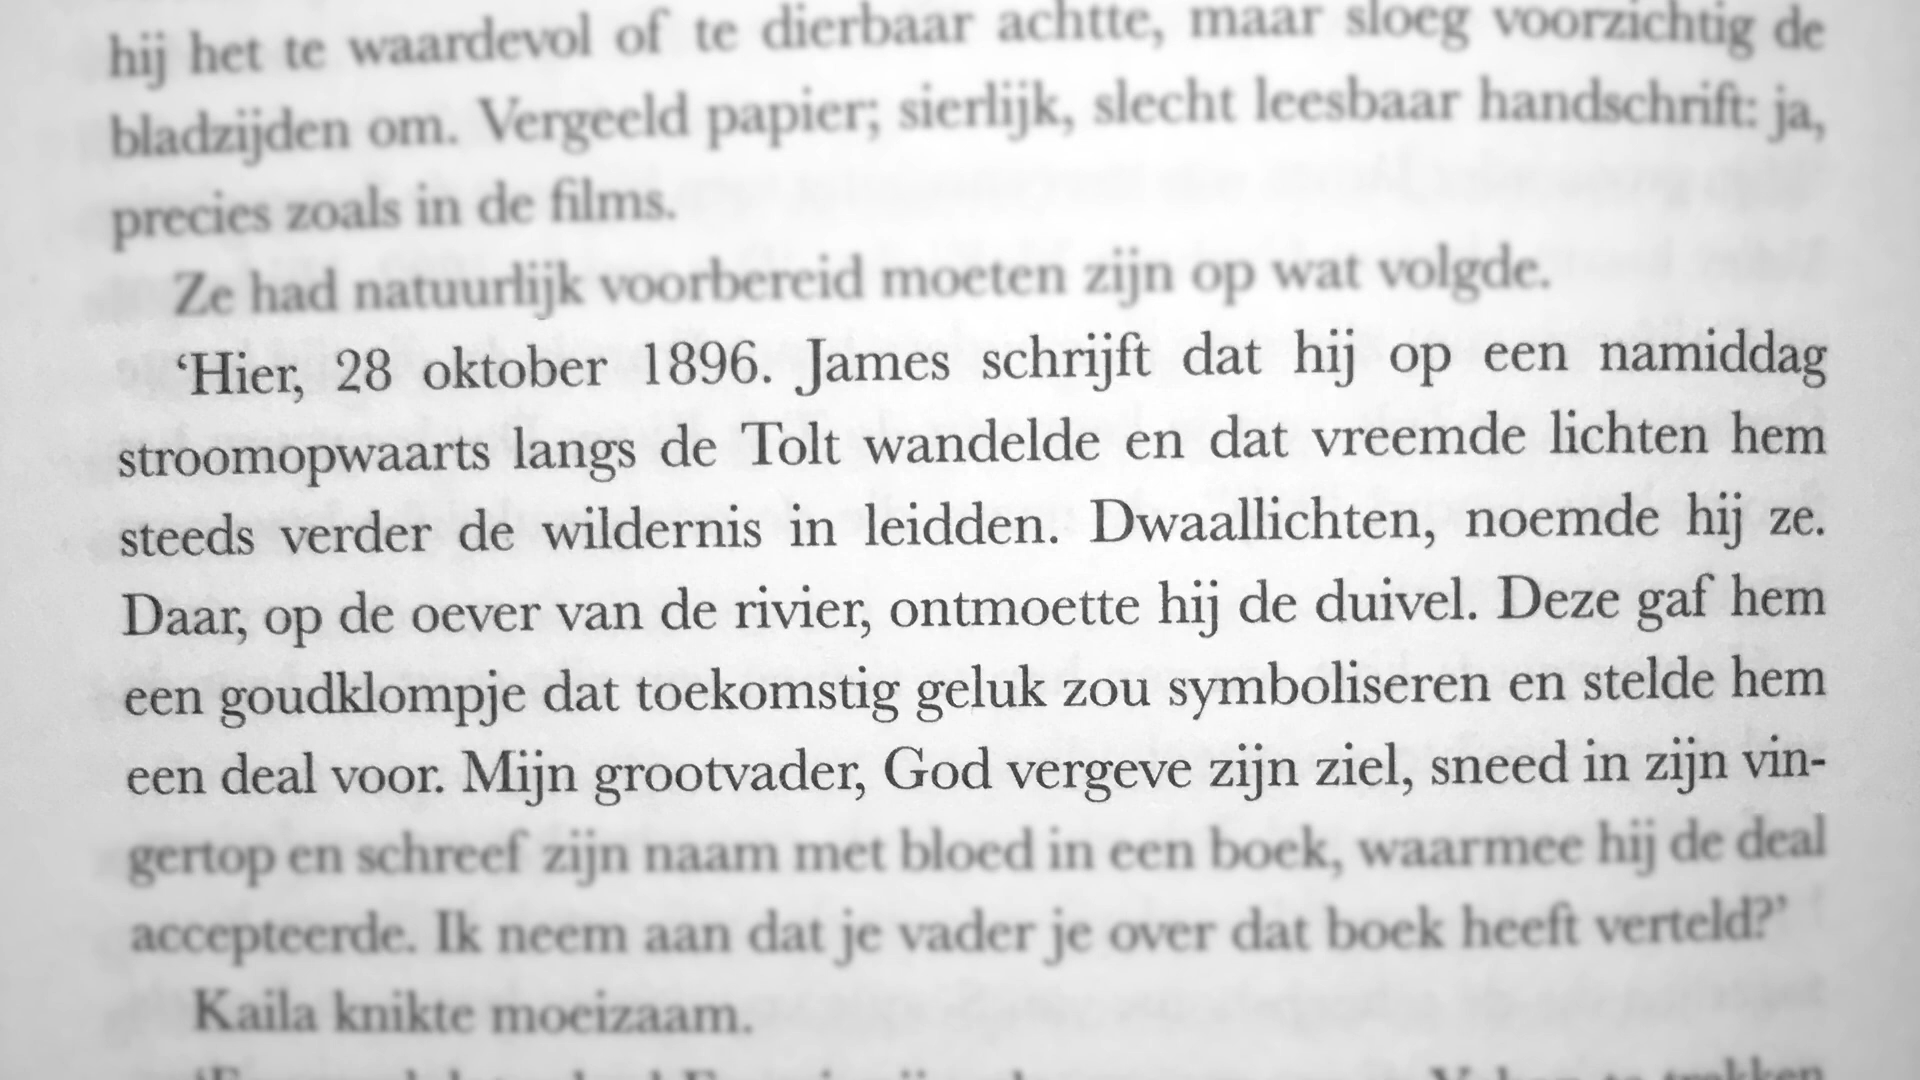 hij het te waardevol of te dierbaar achtte, maar sloeg voorzichtig de
bladzijden om. Vergeeld papier; sierlijk, slecht leesbaar handschrift: ja,
precies zoals in de films.
Ze had natuurlijk voorbereid moeten zijn op wat volgde.
‘Hier, 28 oktober 1896. James schrijft dat hij op een namiddag
stroomopwaarts langs de Tolt wandelde en dat vreemde lichten hem
steeds verder de wildernis in leidden. Dwaallichten, noemde hij ze.
Daar, op de oever van de rivier, ontmoette hij de duivel. Deze gaf hem
een goudklompje dat toekomstig geluk zou symboliseren en stelde hem
een deal voor. Mijn grootvader, God vergeve zijn ziel, sneed in zijn vin-
gertop en schreef zijn naam met bloed in een boek, waarmee hij de deal
accepteerde. Ik neem aan dat je vader je over dat boek heeft verteld?’
Kaila knikte moeizaam.
trekken